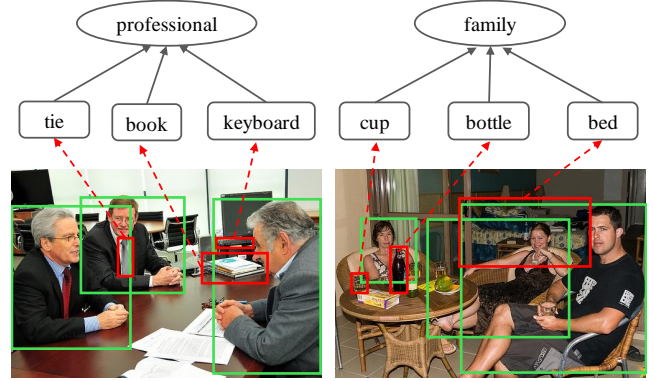 professional
family
tie
book
keyboard
cup
bottle
bed